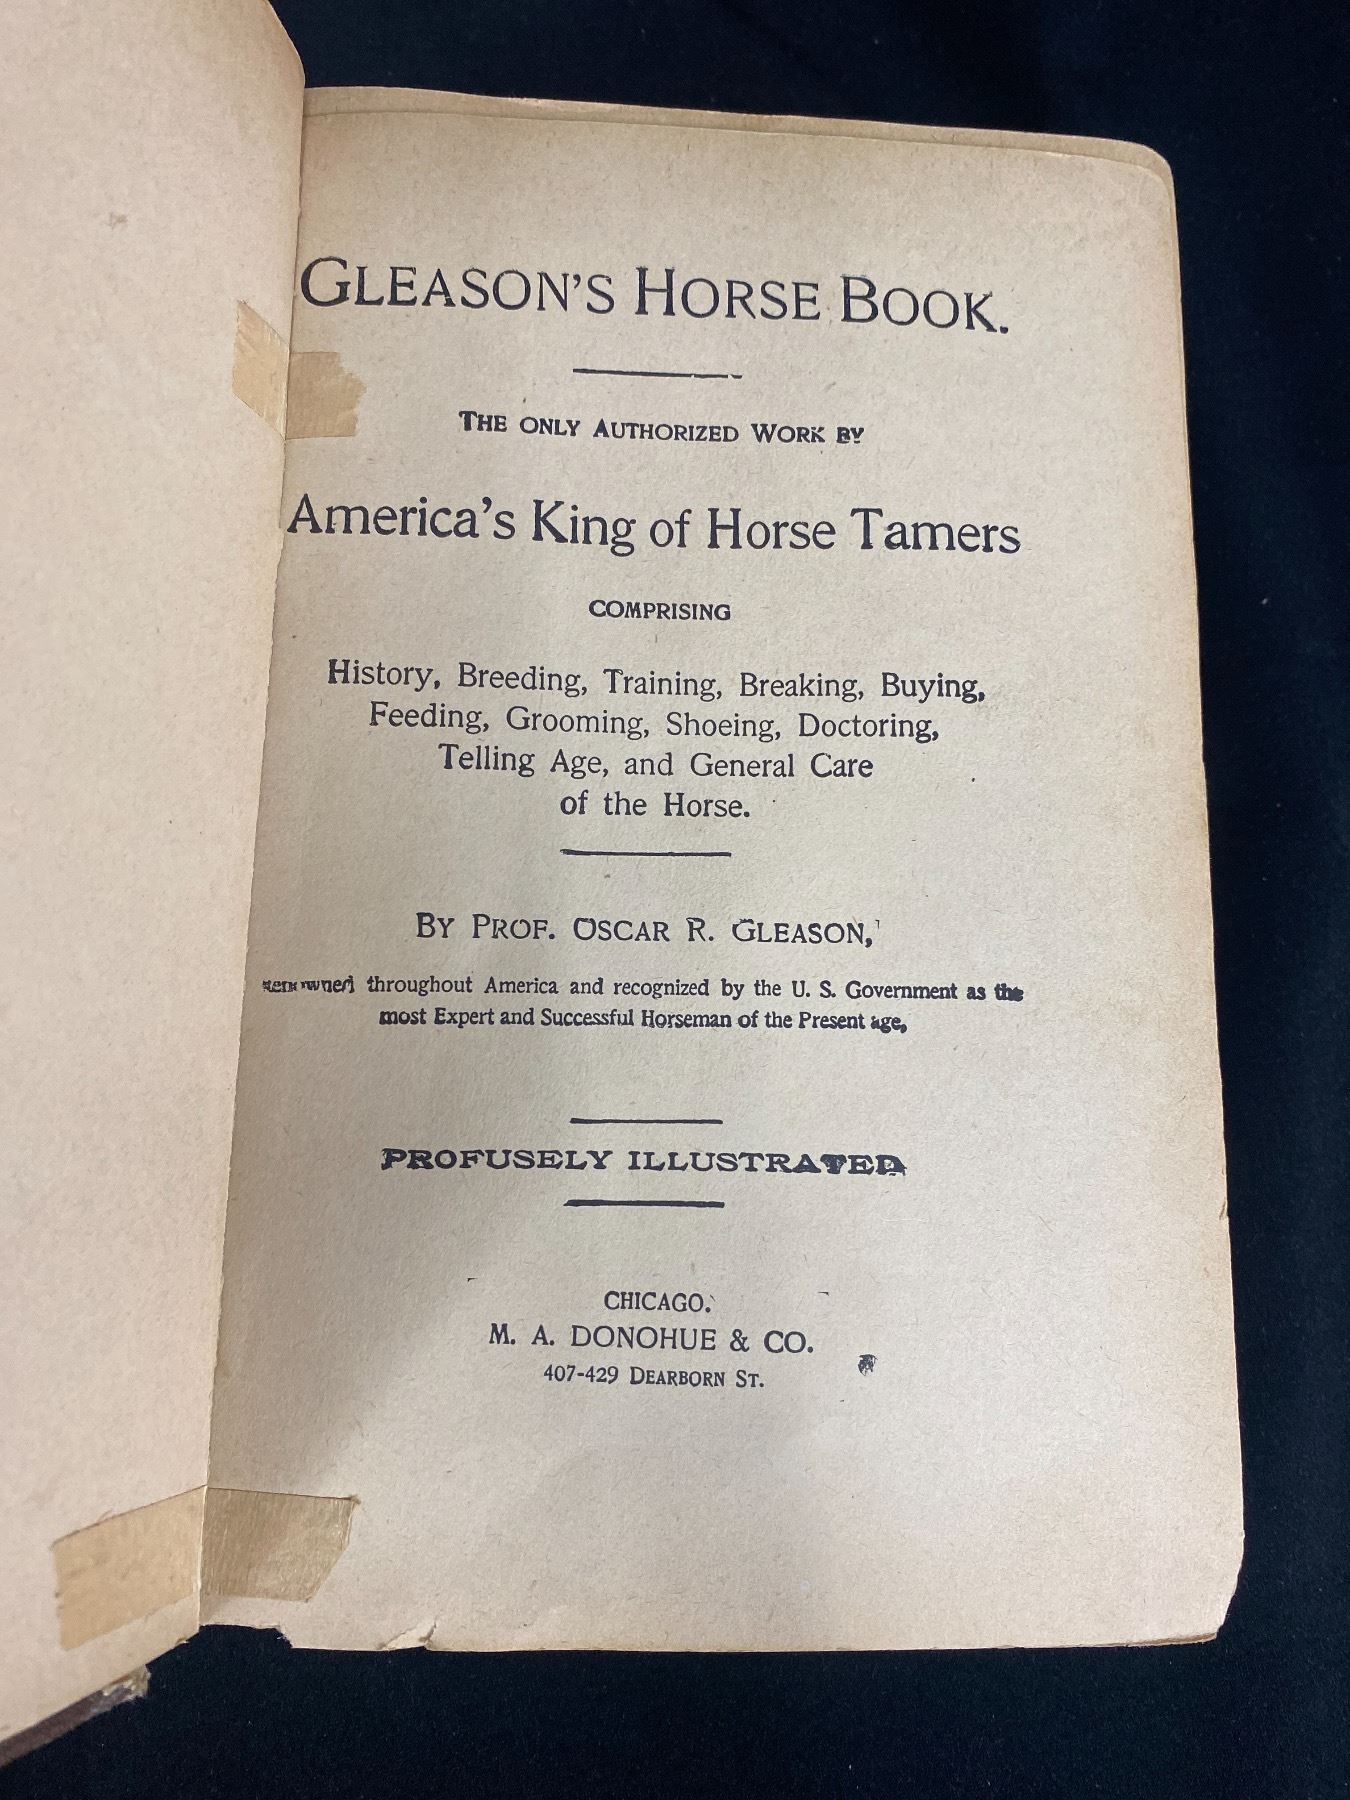 GLEASON'S HORSE BOOK.
THE ONLY AUTHORIZED WORK BY
America's King of Horse Tamers
COMPRISING
History, Breeding, Training, Breaking, Buying,
Feeding, Grooming, Shoeing, Doctoring,
Telling Age, and General Care
of the Horse.
BY PROF. OSCAR R. GLEASON,
Renowned throughout America and recognized by the U. S. Government as the
most Expert and Successful Horseman of the Present age,
PROFUSELY ILLUSTRATED
CHICAGO.
M. A. DONOHUE & CO.
407-429 DEARBORN ST.